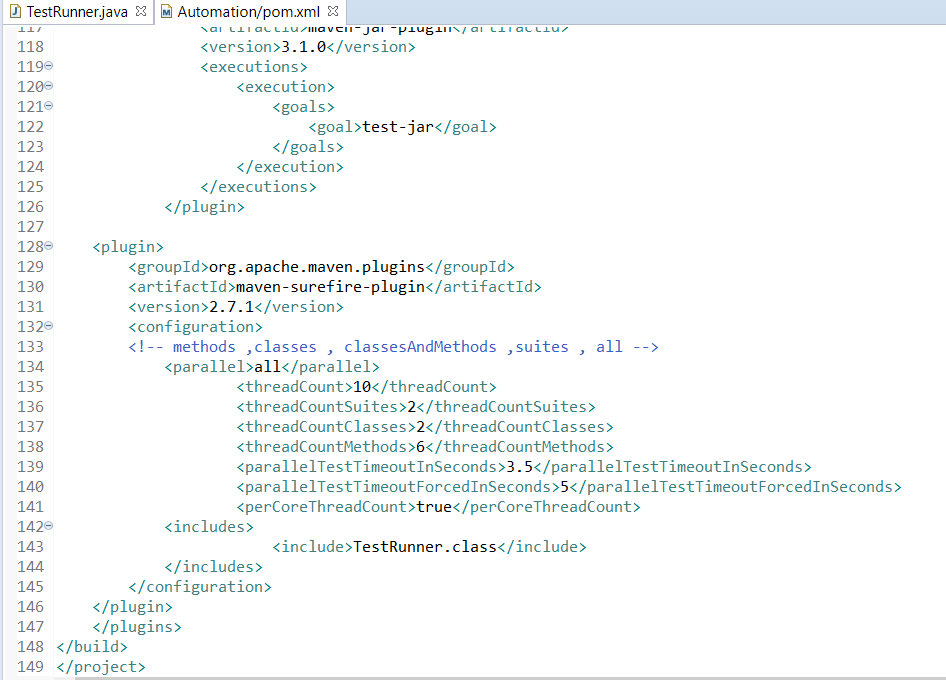 TestRunner.java Automation/pom.xml
117 <artifactId>maven-jar-plugin</artifactId>
118 <version>3.1.0</version>
119 <executions>
120 <execution>
121 <goals>
122 <goal>test-jar</goal>
123 </goals>
124 </execution>
125 </executions>
126 </plugin>
127
128 <plugin>
129 <groupId>org.apache.maven.plugins</groupId>
130 <artifactId>maven-surefire-plugin</artifactId>
131 <version>2.7.1</version>
132 <configuration>
133 <!-- methods ,classes , classesAndMethods ,suites , all -->
134 <parallel>all</parallel>
135 <threadCount>10</threadCount>
136 <threadCountSuites>2</threadCountSuites>
137 <threadCountClasses>2</threadCountClasses>
138 <threadCountMethods>6</threadCountMethods>
139 <parallelTestTimeoutInSeconds>3.5</parallelTestTimeoutInSeconds>
140 <parallelTestTimeoutForcedInSeconds>5</parallelTestTimeoutForcedInSeconds>
141 <perCoreThreadCount>true</perCoreThreadCount>
142 <includes>
143 <include>TestRunner.class</include>
144 </includes>
145 </configuration>
146 </plugin>
147 </plugins>
148 </build>
149 </project>